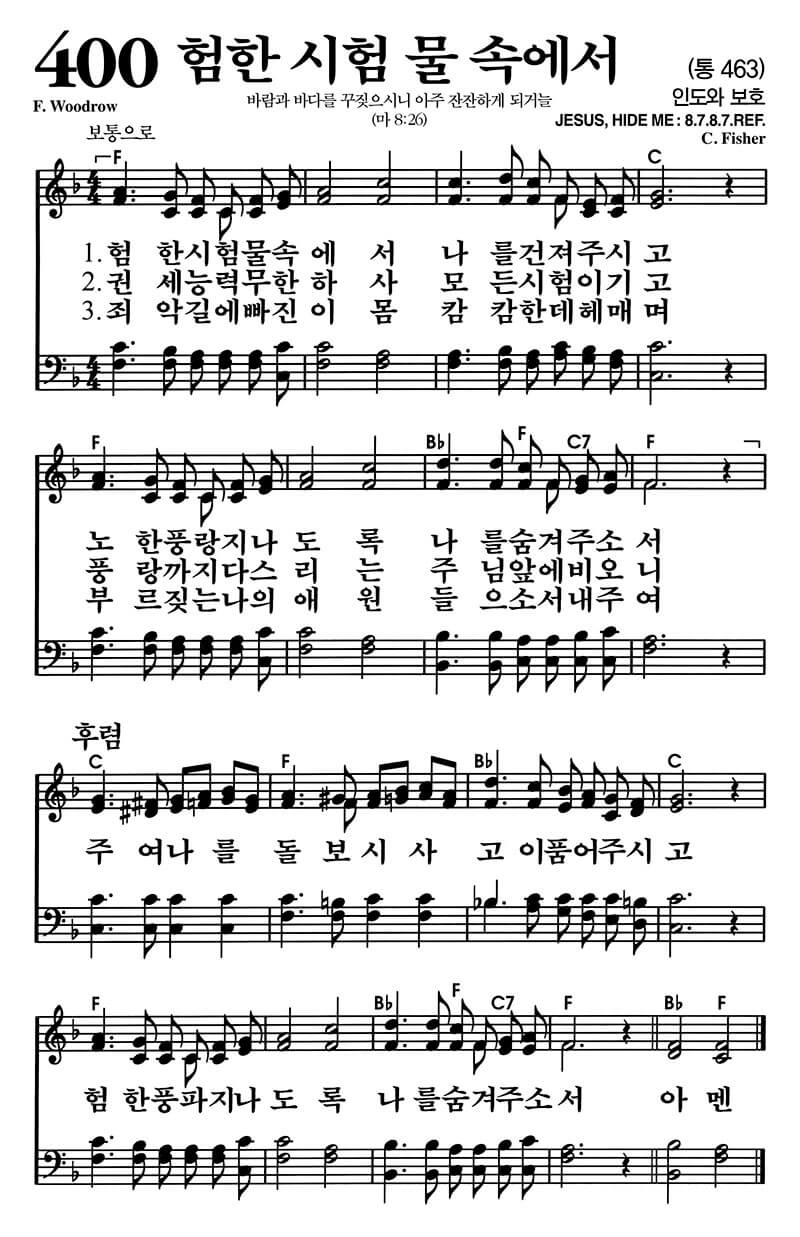 400 험한 시험 물 속에서 (통 463)
F. Woodrow 바람과 바다를 꾸짖으시니 아주 잔잔하게 되거늘 인도와 보호
(마 8:26) JESUS, HIDE ME : 8.7.8.7.REF.
보통으로 C. Fisher
F C
1. 험 한시험물속 에 서 나 를건져주시 고
2. 권 세능력무한 하 사 모 든시험이기 고
3. 죄 악길에빠진 이 몸 캄 캄한데헤매 며
F B♭ F C7 F
노 한풍랑지나 도 록 나 를숨겨주소 서
풍 랑까지다스 리 는 주 님앞에비오 니
부 르짖는나의 애 원 들 으소서내주 여
후렴
C F B♭ C
주 여나 를 돌 보 시 사 고 이품어주시 고
F B♭ F C7 F B♭ F
험 한풍파지나 도 록 나 를숨겨주소 서 아 멘